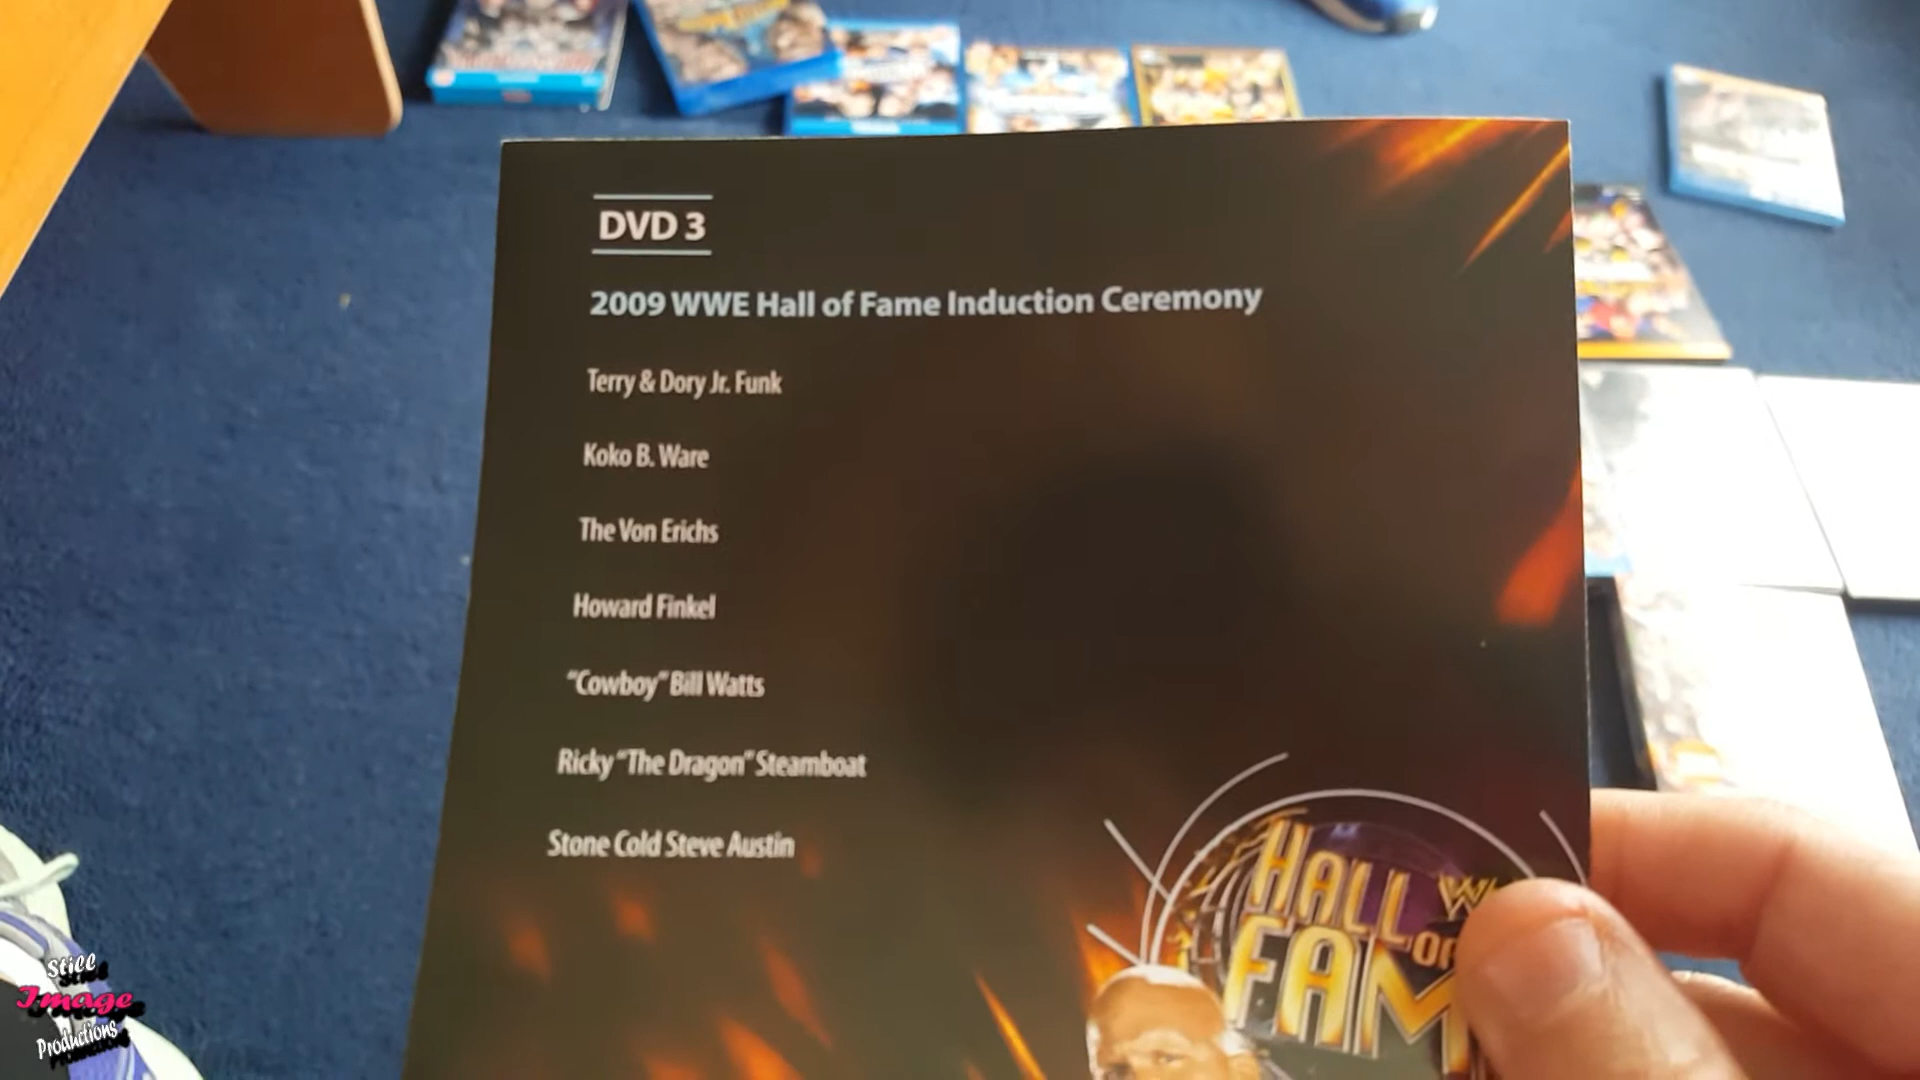 DVD 3
2009 WWE Hall of Fame Induction Ceremony
Terry & Dory Jr. Funk
Koko B. Ware
The Von Erichs
Howard Finkel
“Cowboy” Bill Watts
Ricky “The Dragon” Steamboat
Stone Cold Steve Austin
HALL OF
FAM
Still
Image
Productions